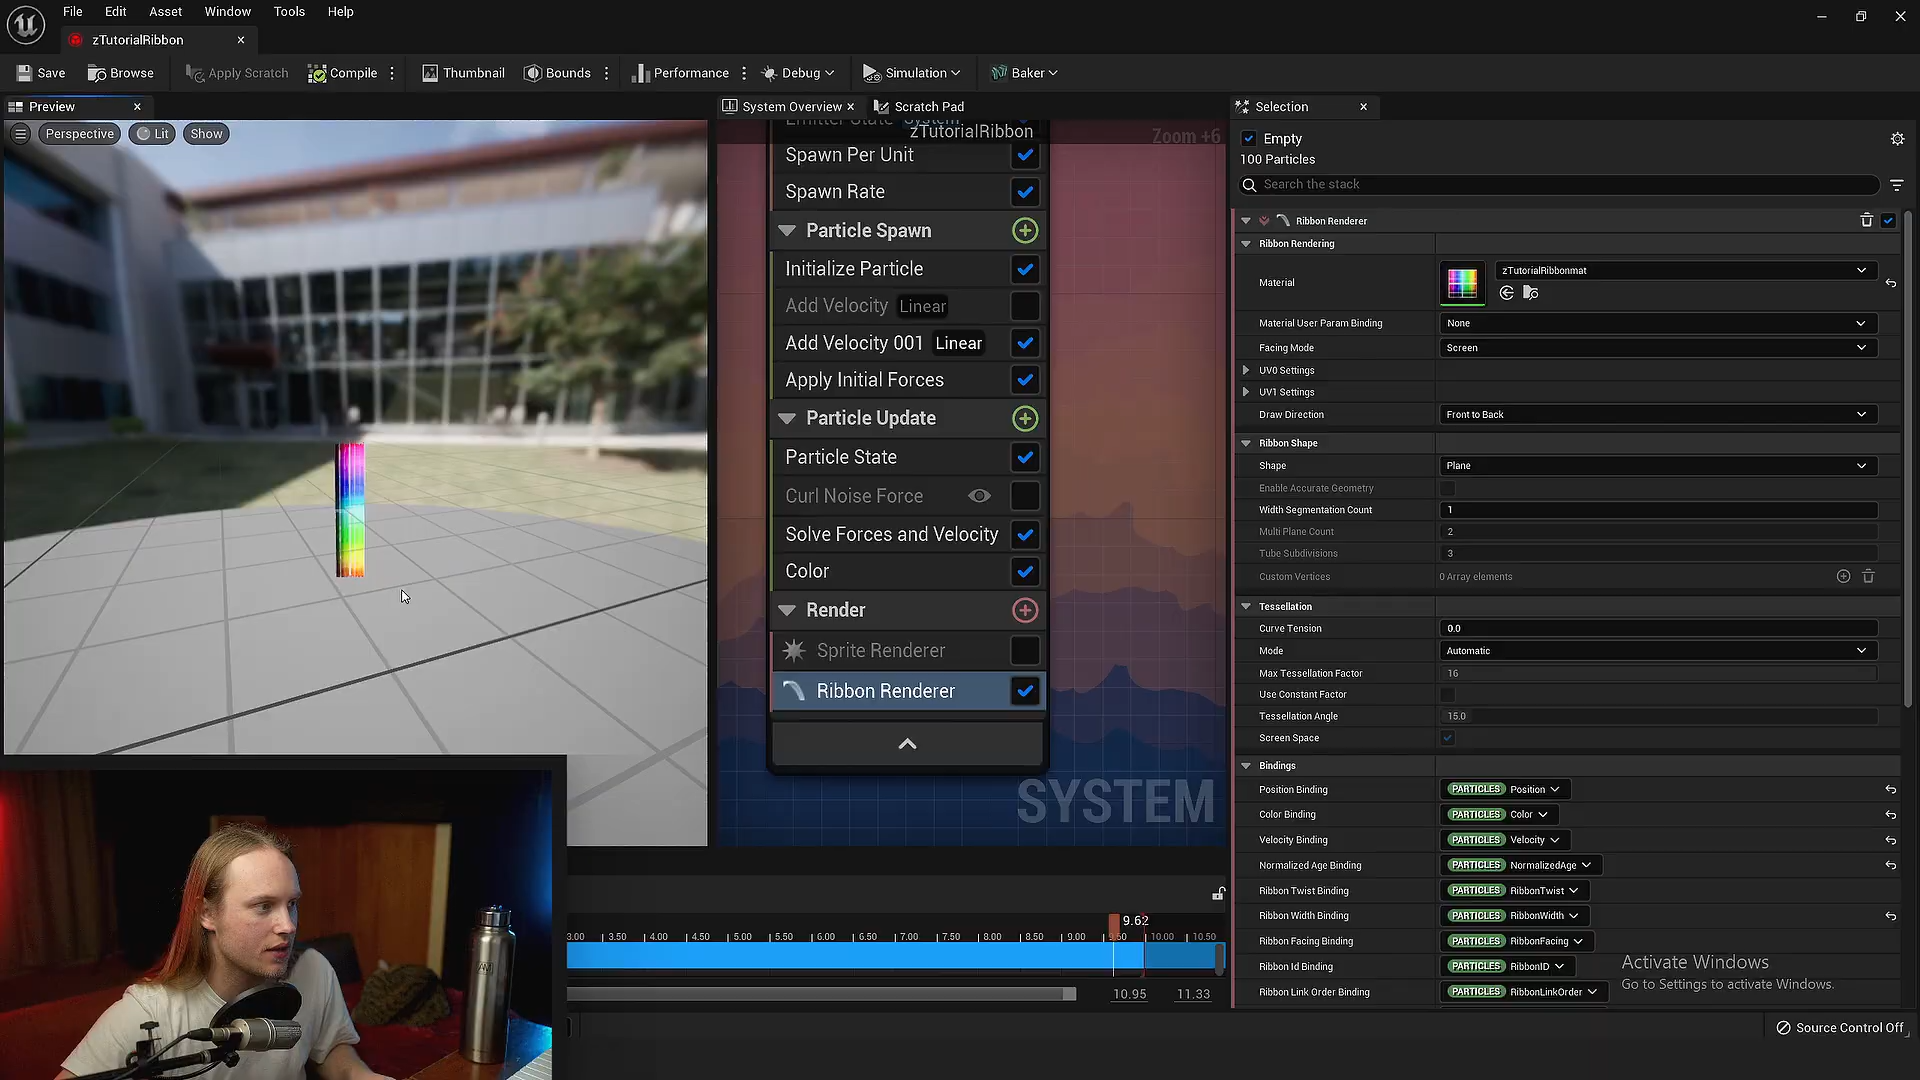 File Edit Asset Window Tools Help
zTutorialRibbon
Save Browse Apply Scratch Compile Thumbnail Bounds Performance Debug Simulation Baker
Preview
Perspective Lit Show
System Overview Scratch Pad
Emitter State System
zTutorialRibbon
Zoom +6
Spawn Per Unit
Spawn Rate
Particle Spawn
Initialize Particle
Add Velocity Linear
Add Velocity 001 Linear
Apply Initial Forces
Particle Update
Particle State
Curl Noise Force
Solve Forces and Velocity
Color
Render
Sprite Renderer
Ribbon Renderer
SYSTEM
9.62
3.00 3.50 4.00 4.50 5.00 5.50 6.00 6.50 7.00 7.50 8.00 8.50 9.00 9.50 10.00 10.50
10.95 11.33
Selection
Empty
100 Particles
Search the stack
Ribbon Renderer
Ribbon Rendering
Material zTutorialRibbonmat
Material User Param Binding None
Facing Mode Screen
UV0 Settings
UV1 Settings
Draw Direction Front to Back
Ribbon Shape
Shape Plane
Enable Accurate Geometry
Width Segmentation Count 1
Multi Plane Count 2
Tube Subdivisions 3
Custom Vertices 0 Array elements
Tessellation
Curve Tension 0.0
Mode Automatic
Max Tessellation Factor 16
Use Constant Factor
Tessellation Angle 15.0
Screen Space
Bindings
Position Binding PARTICLES Position
Color Binding PARTICLES Color
Velocity Binding PARTICLES Velocity
Normalized Age Binding PARTICLES NormalizedAge
Ribbon Twist Binding PARTICLES RibbonTwist
Ribbon Width Binding PARTICLES RibbonWidth
Ribbon Facing Binding PARTICLES RibbonFacing
Ribbon Id Binding PARTICLES RibbonID
Ribbon Link Order Binding PARTICLES RibbonLinkOrder
Activate Windows
Go to Settings to activate Windows.
Source Control Off